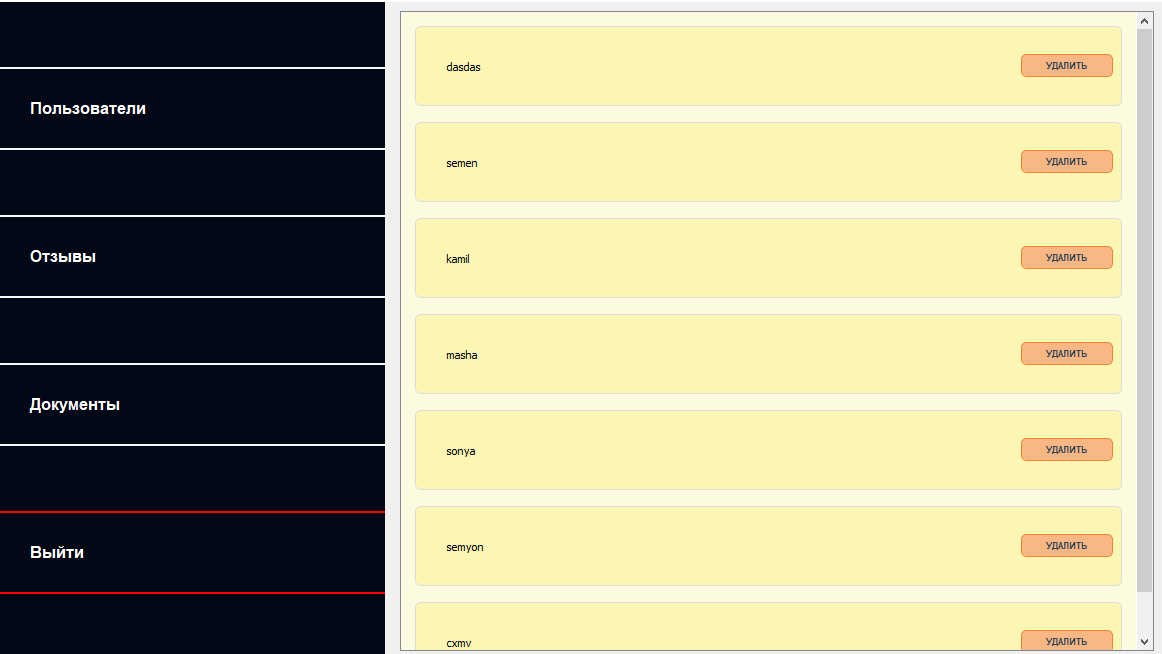 Пользователи
Отзывы
Документы
Выйти
dasdas
УДАЛИТЬ
semen
УДАЛИТЬ
kamil
УДАЛИТЬ
masha
УДАЛИТЬ
sonya
УДАЛИТЬ
semyon
УДАЛИТЬ
cxmv
УДАЛИТЬ